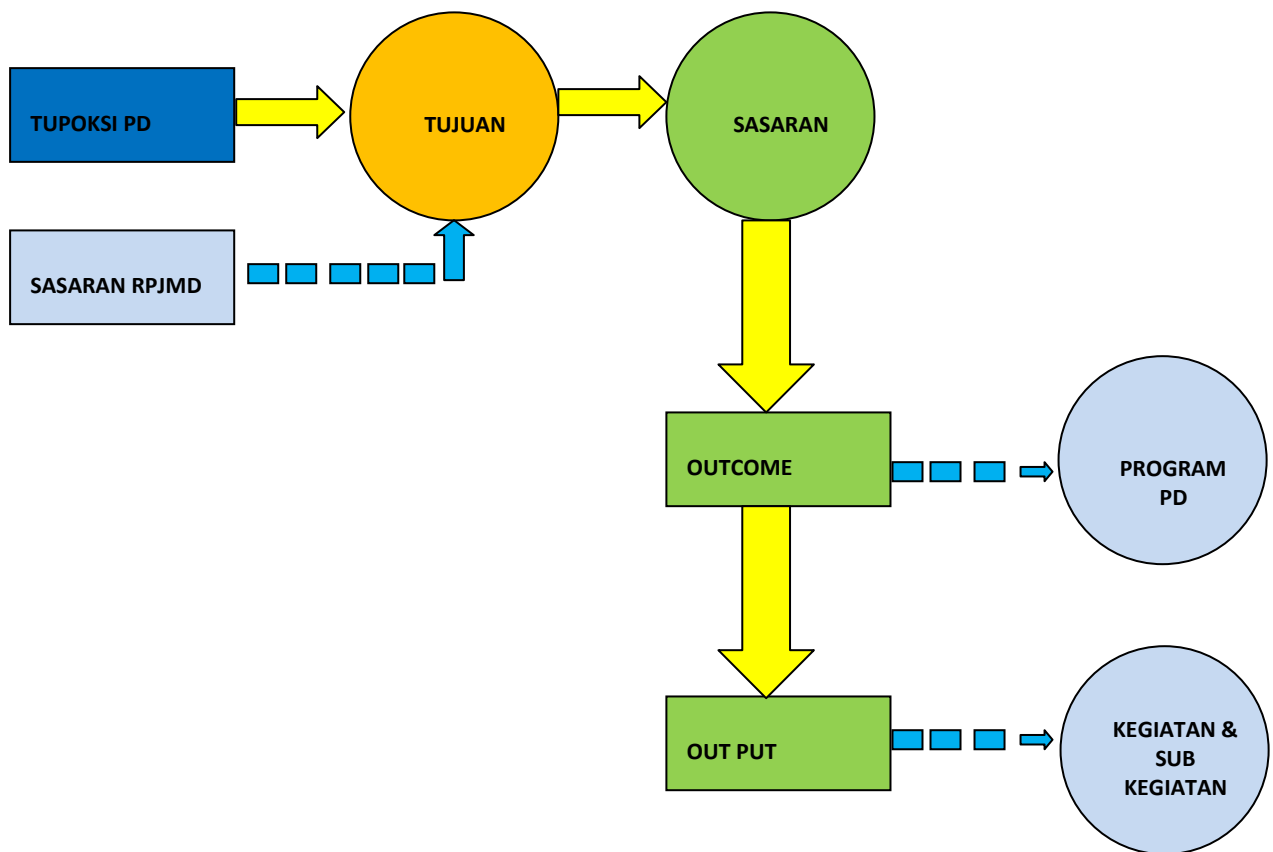 TUPOKSI PD
TUJUAN
SASARAN
SASARAN RPJMD
OUTCOME
PROGRAM
PD
OUT PUT
KEGIATAN &
SUB
KEGIATAN